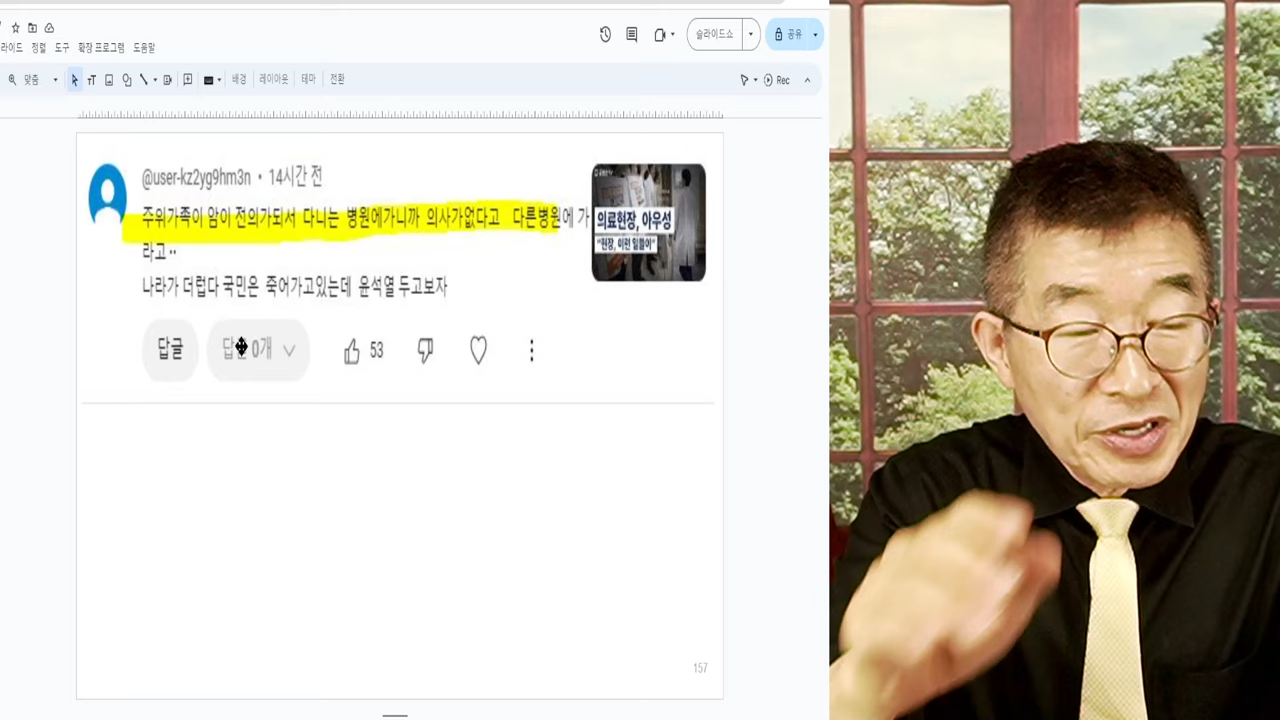 라이드 정렬 도구 확장 프로그램 도움말
슬라이드쇼
공유
맞춤
배경 레이아웃 테마 전환
Rec
@user-kz2yg9hm3n • 14시간 전
주위가족이 암이 전의가되서 다니는 병원에가니까 의사가없다고 다른병원에 가
라고··
나라가 더럽다 국민은 죽어가고있는데 윤석열 두고보자
의료현장, 아우성
"현장, 이런 일들이"
답글
0개
53
157